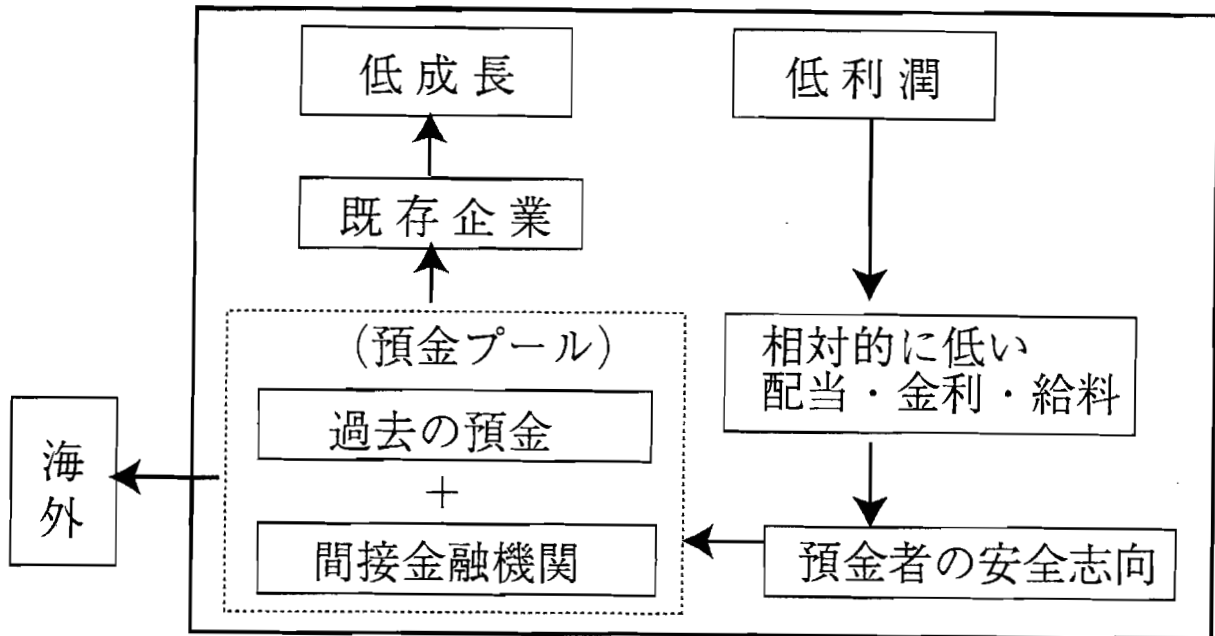 低成長
低利潤
既存企業
(預金プール)
相対的に低い
配当・金利・給料
過去の預金
海外
+
間接金融機関
預金者の安全志向